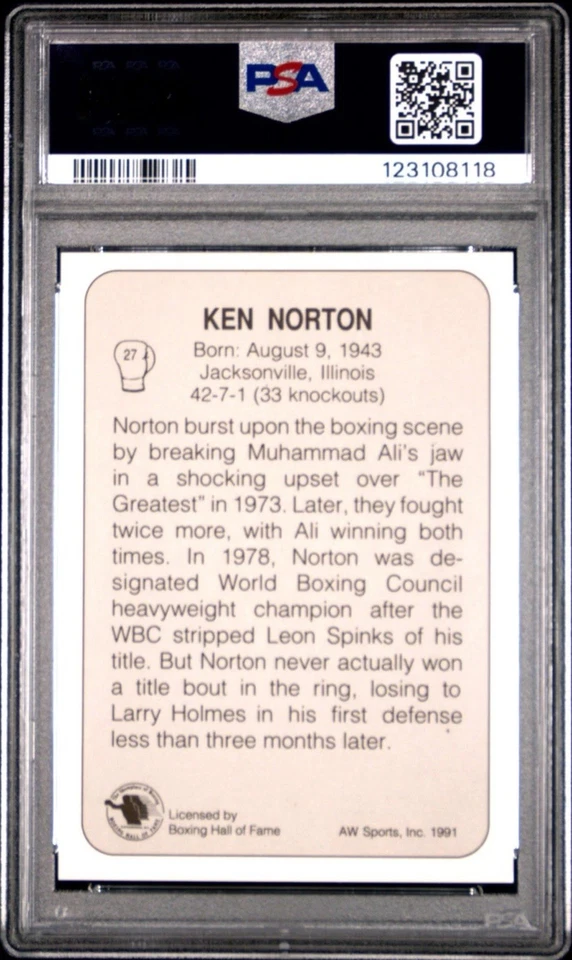 PSA
123108118
KEN NORTON
27
Born: August 9, 1943
Jacksonville, Illinois
42-7-1 (33 knockouts)
Norton burst upon the boxing scene
by breaking Muhammad Ali's jaw
in a shocking upset over "The
Greatest" in 1973. Later, they fought
twice more, with Ali winning both
times. In 1978, Norton was de-
signated World Boxing Council
heavyweight champion after the
WBC stripped Leon Spinks of his
title. But Norton never actually won
a title bout in the ring, losing to
Larry Holmes in his first defense
less than three months later.
Licensed by
Boxing Hall of Fame
AW Sports, Inc. 1991
PSA